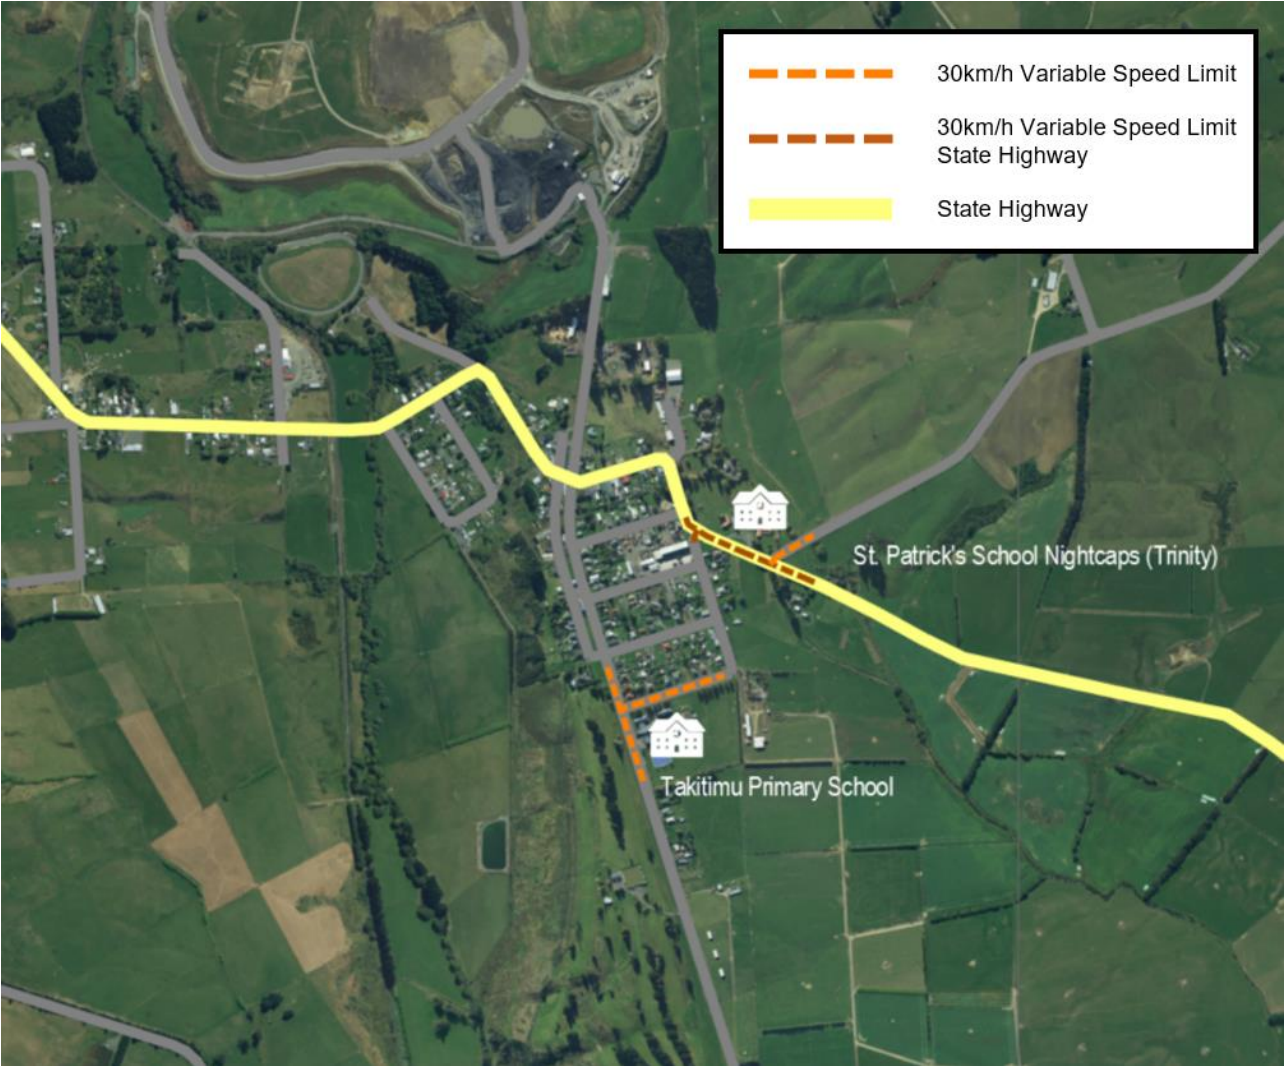 30km/h Variable Speed Limit
30km/h Variable Speed Limit
State Highway
State Highway
St. Patrick's School Nightcaps (Trinity)
Takitimu Primary School